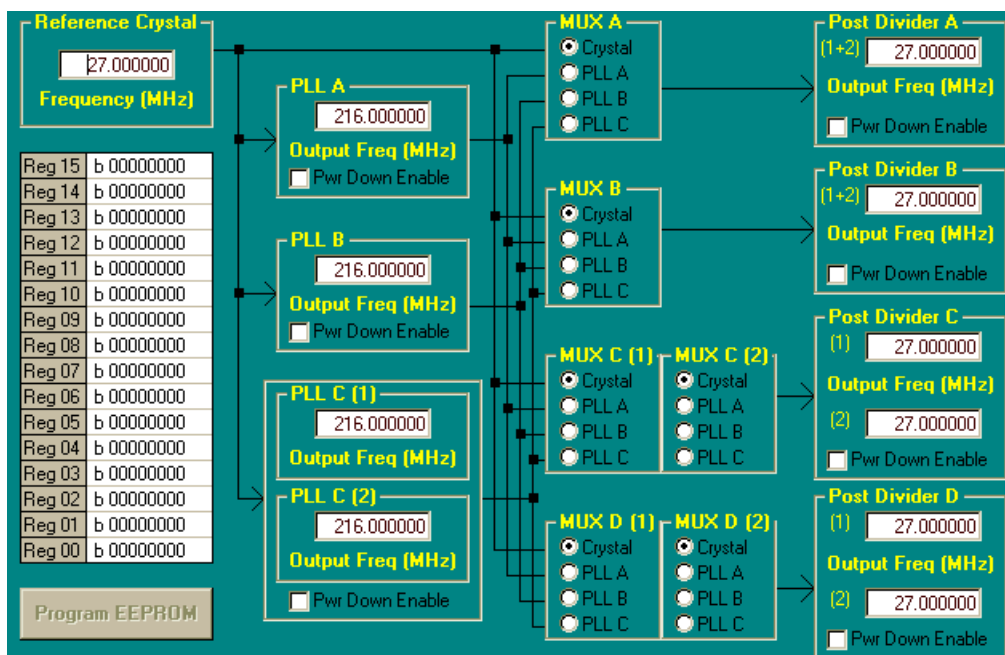 Reference Crystal
27.000000
Frequency (MHz)
Reg 15 b 00000000
Reg 14 b 00000000
Reg 13 b 00000000
Reg 12 b 00000000
Reg 11 b 00000000
Reg 10 b 00000000
Reg 09 b 00000000
Reg 08 b 00000000
Reg 07 b 00000000
Reg 06 b 00000000
Reg 05 b 00000000
Reg 04 b 00000000
Reg 03 b 00000000
Reg 02 b 00000000
Reg 01 b 00000000
Reg 00 b 00000000
Program EEPROM
PLL A
216.000000
Output Freq (MHz)
Pwr Down Enable
PLL B
216.000000
Output Freq (MHz)
Pwr Down Enable
PLL C (1)
216.000000
Output Freq (MHz)
PLL C (2)
216.000000
Output Freq (MHz)
Pwr Down Enable
MUX A
Crystal
PLL A
PLL B
PLL C
MUX B
Crystal
PLL A
PLL B
PLL C
MUX C (1) MUX C (2)
Crystal Crystal
PLL A PLL A
PLL B PLL B
PLL C PLL C
MUX D (1) MUX D (2)
Crystal Crystal
PLL A PLL A
PLL B PLL B
PLL C PLL C
Post Divider A
(1+2) 27.000000
Output Freq (MHz)
Pwr Down Enable
Post Divider B
(1+2) 27.000000
Output Freq (MHz)
Pwr Down Enable
Post Divider C
(1) 27.000000
Output Freq (MHz)
(2) 27.000000
Pwr Down Enable
Post Divider D
(1) 27.000000
Output Freq (MHz)
(2) 27.000000
Pwr Down Enable